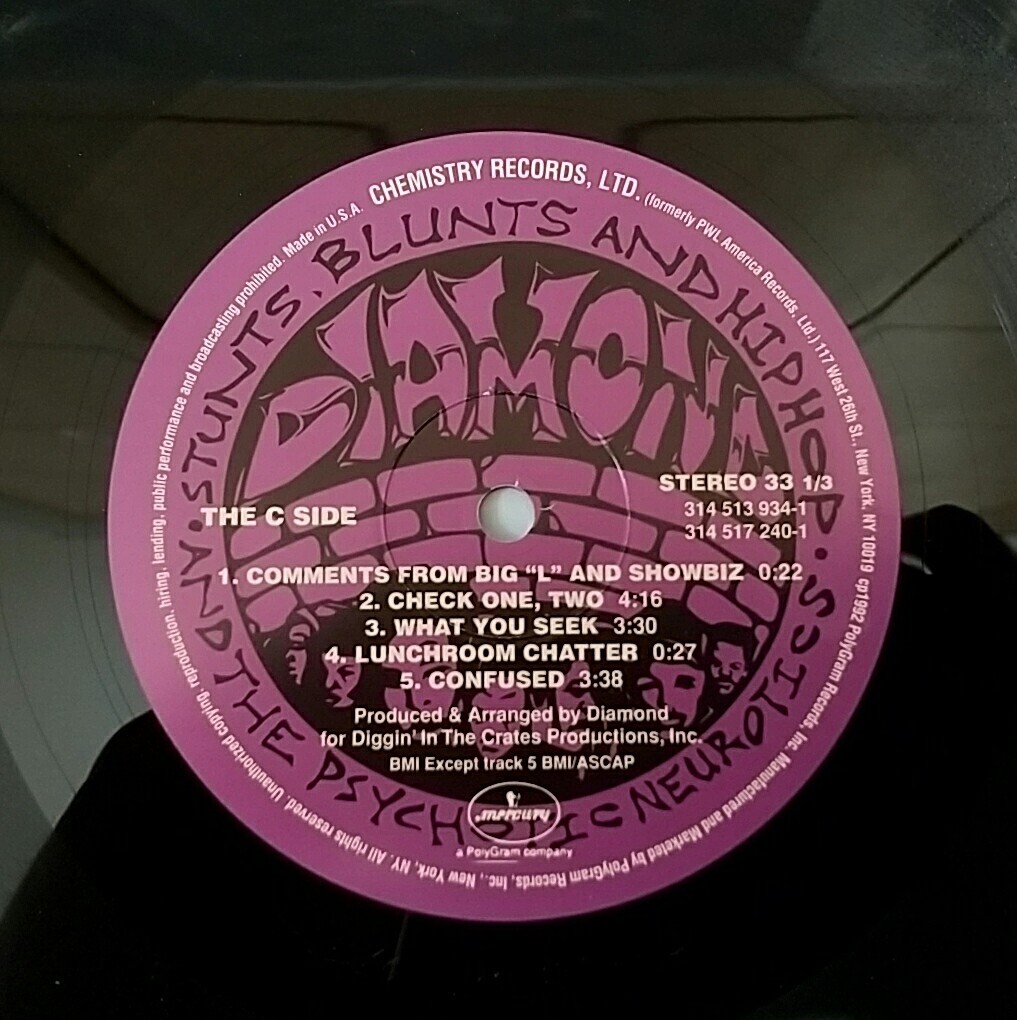 CHEMISTRY RECORDS, LTD. (formerly PWL America Records, Ltd.) 117 West 26th St., New York, NY 10019 cp1992 PolyGram Records, Inc. Manufactured and Marketed by PolyGram Records, Inc., New York, NY. All rights reserved. Unauthorized copying, reproduction, hiring, lending, public performance and broadcasting prohibited. Made in U.S.A.
STUNTS, BLUNTS AND HIP HOP • DIAMOND AND THE PSYCHOTIC NEUROTICS
DIAMOND
STEREO 33 1/3
314 513 934-1
314 517 240-1
THE C SIDE
1. COMMENTS FROM BIG “L” AND SHOWBIZ 0:22
2. CHECK ONE, TWO 4:16
3. WHAT YOU SEEK 3:30
4. LUNCHROOM CHATTER 0:27
5. CONFUSED 3:38
Produced & Arranged by Diamond
for Diggin' In The Crates Productions, Inc.
BMI Except track 5 BMI/ASCAP
mercury
a PolyGram company